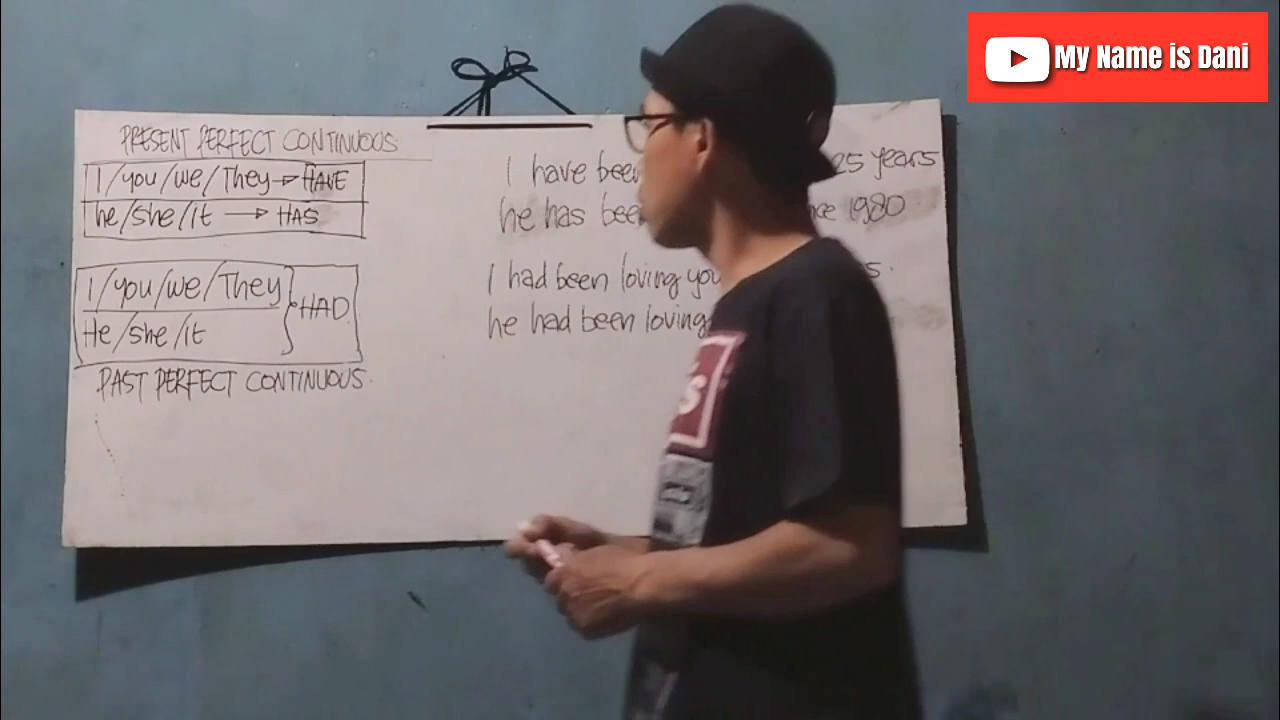 My Name is Dani
PRESENT PERFECT CONTINUOUS
I/you/we/They → HAVE
he/she/it → HAS
I/you/we/They
He/she/it
HAD
PAST PERFECT CONTINUOUS
I have been 25 years
he has been 1980
I had been loving you
he had been loving